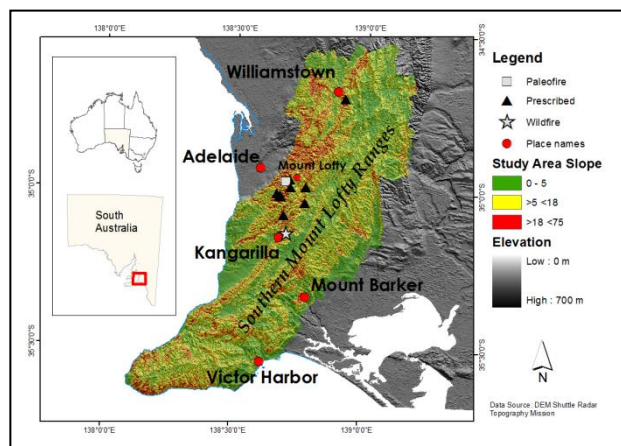 138°0'0"E
138°30'0"E
139°0'0"E
34°30'0"S
35°0'0"S
35°30'0"S
35°0'0"S
35°30'0"S
138°0'0"E
138°30'0"E
139°0'0"E
South
Australia
Williamstown
Adelaide
Mount Lofty
Kangarilla
Southern Mount Lofty Ranges
Mount Barker
Victor Harbor
Legend
Paleofire
Prescribed
Wildfire
Place names
Study Area Slope
0 - 5
>5 <18
>18 <75
Elevation
Low : 0 m
High : 700 m
N
Data Source : DEM Shuttle Radar
Topography Mission